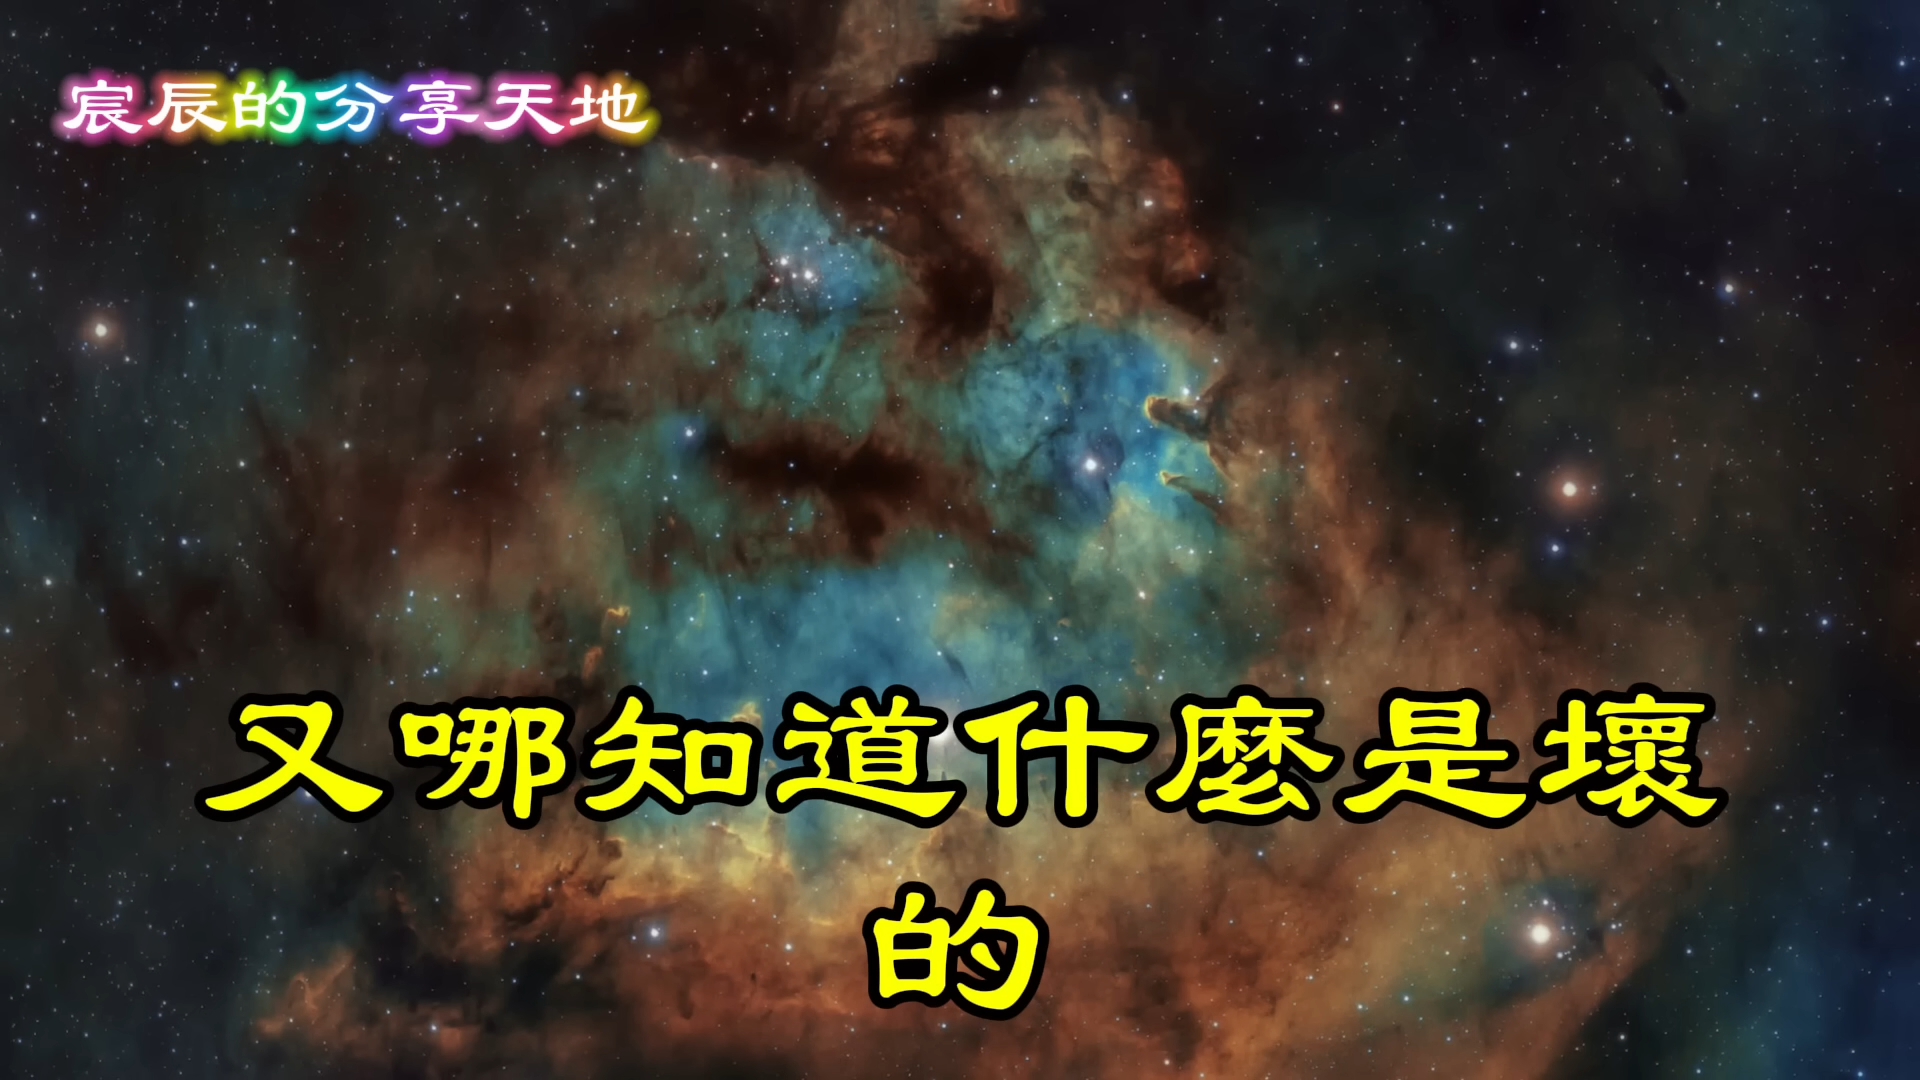 宸辰的分享天地
又哪知道什麼是壞
的